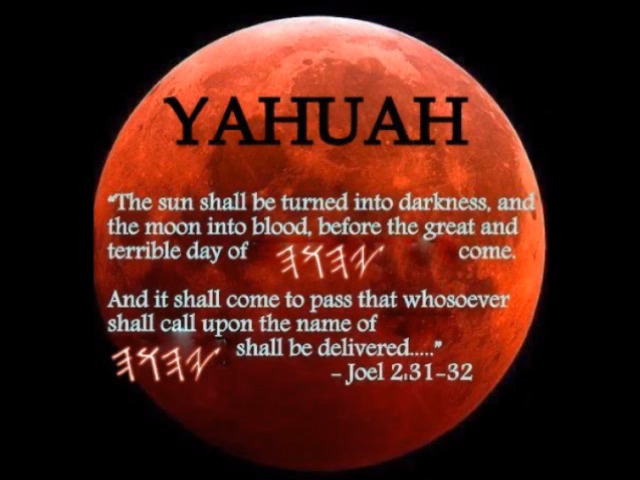 YAHUAH
“The sun shall be turned into darkness, and
the moon into blood, before the great and
terrible day of 𐤉𐤄𐤅𐤄 come.
And it shall come to pass that whosoever
shall call upon the name of
𐤉𐤄𐤅𐤄 shall be delivered.....”
- Joel 2:31-32